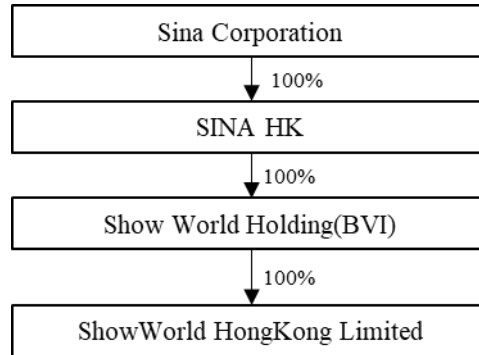 Sina Corporation
100%
SINA HK
100%
Show World Holding(BVI)
100%
ShowWorld HongKong Limited